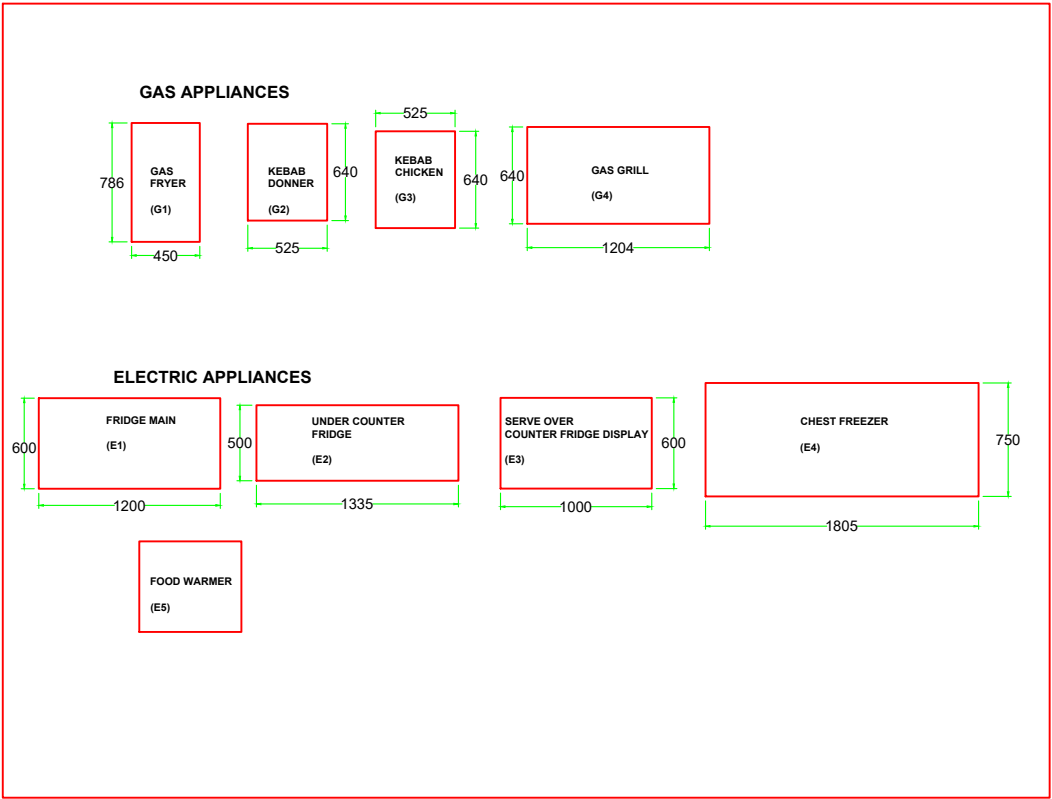 GAS APPLIANCES
786
GAS
FRYER
(G1)
450
KEBAB
DONNER
(G2)
640
525
525
KEBAB
CHICKEN
(G3)
640
640
GAS GRILL
(G4)
1204
ELECTRIC APPLIANCES
600
FRIDGE MAIN
(E1)
1200
500
UNDER COUNTER
FRIDGE
(E2)
1335
SERVE OVER
COUNTER FRIDGE DISPLAY
(E3)
600
1000
CHEST FREEZER
(E4)
750
1805
FOOD WARMER
(E5)